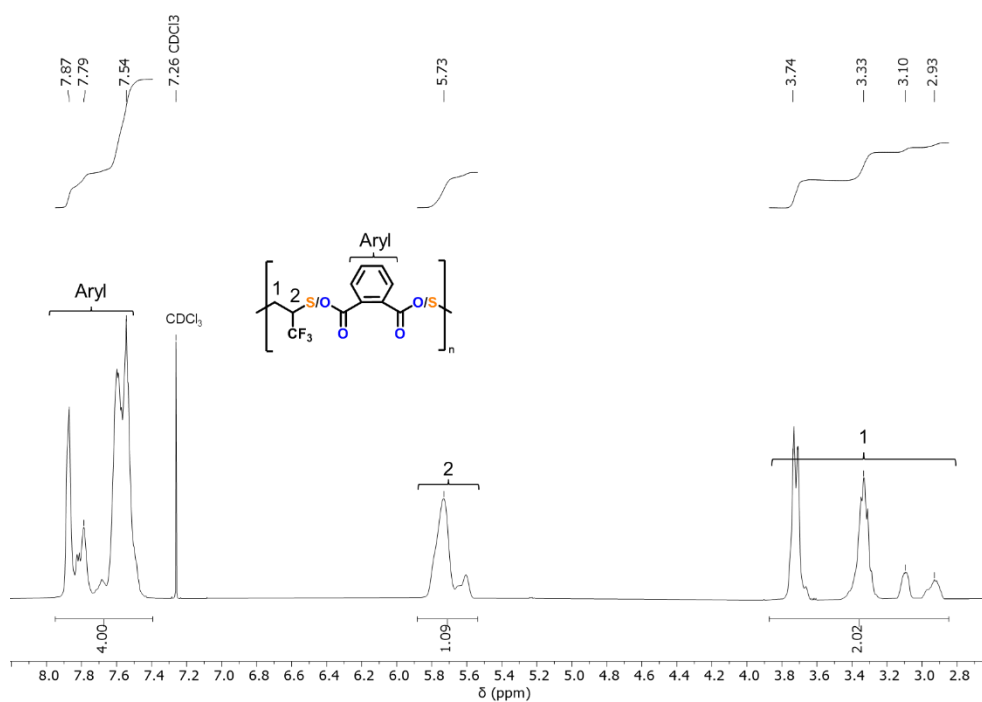 7.87
7.79
7.54
7.26 CDCl3
5.73
3.74
3.33
3.10
2.93
Aryl
1
2
S/O
O/S
CF₃
O
O
n
Aryl
CDCl₃
2
1
4.00
1.09
2.02
8.0 7.8 7.6 7.4 7.2 7.0 6.8 6.6 6.4 6.2 6.0 5.8 5.6 5.4 5.2 5.0 4.8 4.6 4.4 4.2 4.0 3.8 3.6 3.4 3.2 3.0 2.8
δ (ppm)